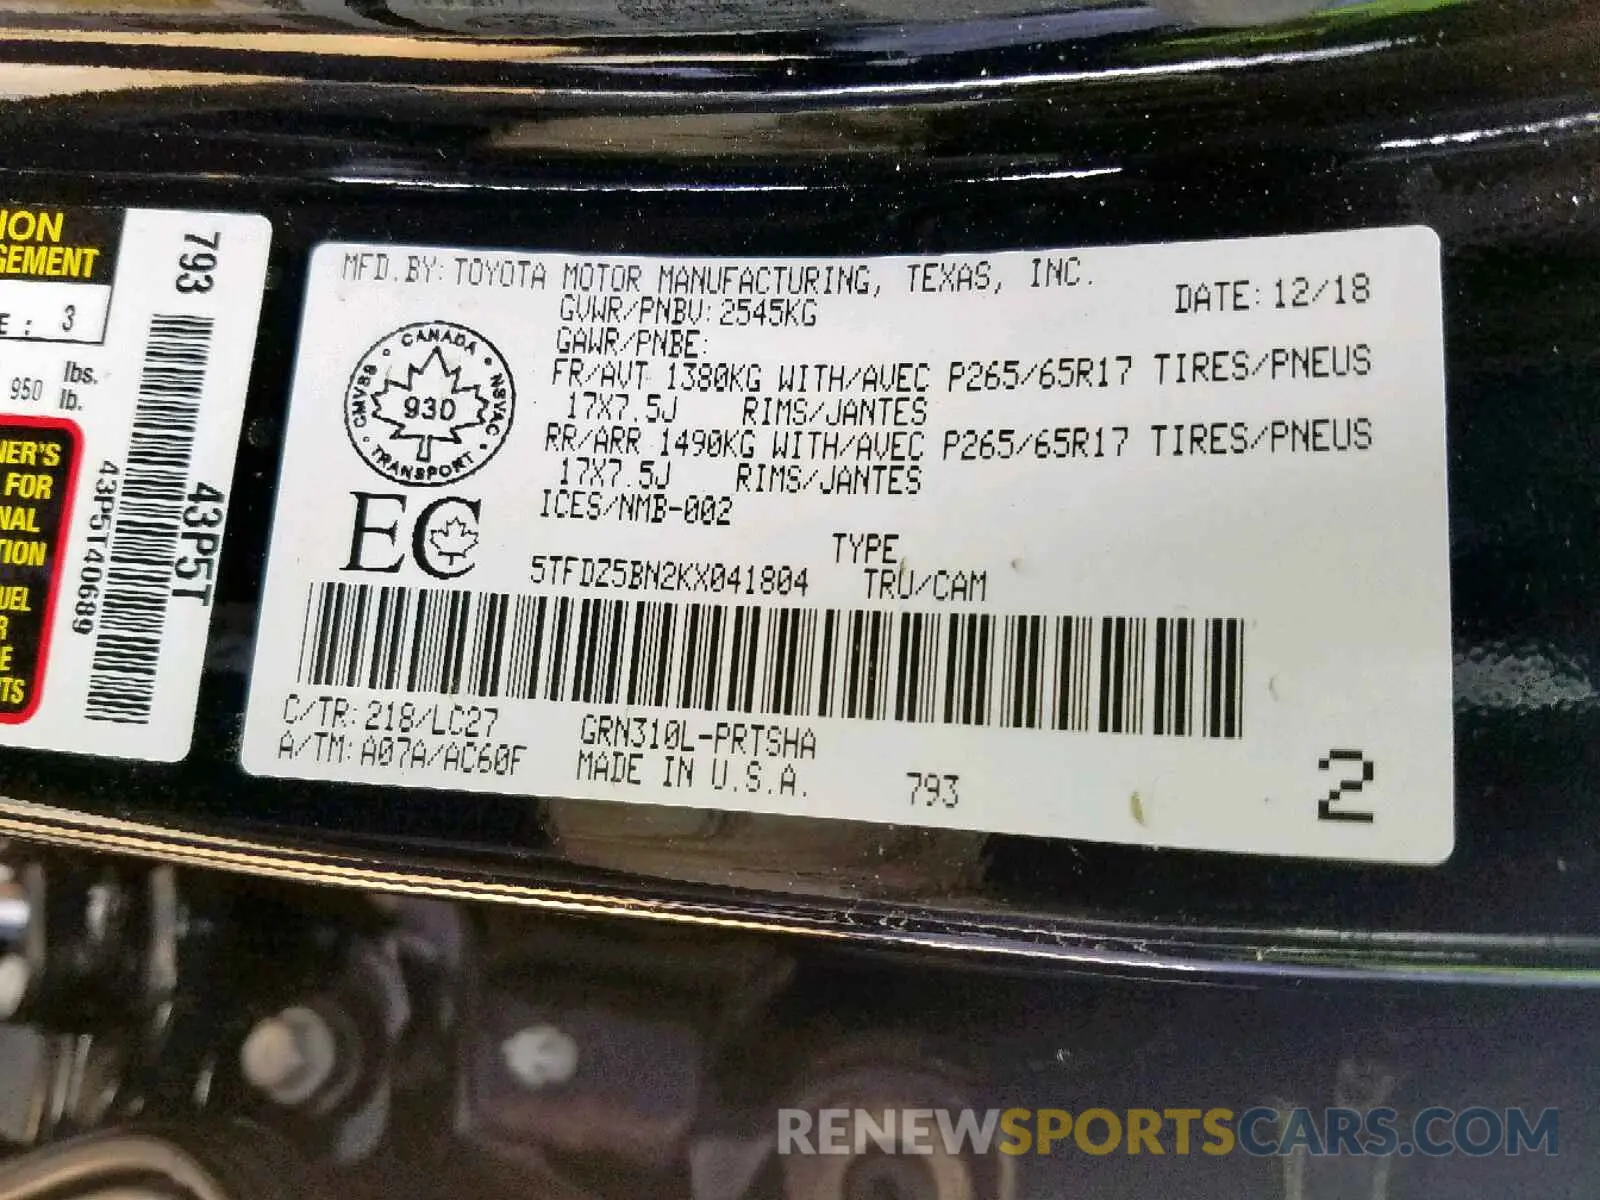 ION
GEMENT
E: 3
950 lbs.
lb.
NER'S
FOR
NAL
TION
UEL
R
E
TS
793
43P5T
43P5T40689
MFD.BY:TOYOTA MOTOR MANUFACTURING, TEXAS, INC.
DATE:12/18
GVWR/PNBV:2545KG
GAWR/PNBE:
FR/AVT 1380KG WITH/AVEC P265/65R17 TIRES/PNEUS
17X7.5J RIMS/JANTES
RR/ARR 1490KG WITH/AVEC P265/65R17 TIRES/PNEUS
17X7.5J RIMS/JANTES
ICES/NMB-002
CANADA
CMVSS
NSVAC
930
TRANSPORT
EC
TYPE
5TFDZ5BN2KX041804 TRU/CAM
C/TR:218/LC27 GRN310L-PRTSHA
A/TM:A07A/AC60F MADE IN U.S.A. 793
2
RENEWSPORTSCARS.COM